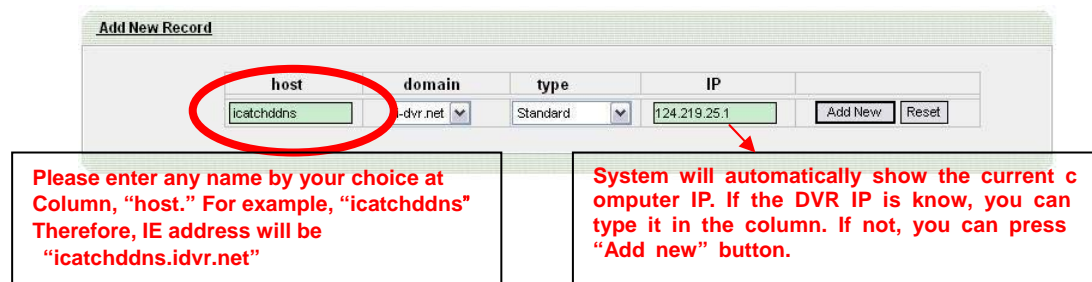 Add New Record
host domain type IP
icatchddns -dvr.net Standard 124.219.25.1 Add New Reset
Please enter any name by your choice at
Column, “host.” For example, “icatchddns”
Therefore, IE address will be
“icatchddns.idvr.net”
System will automatically show the current c
omputer IP. If the DVR IP is know, you can
type it in the column. If not, you can press
“Add new” button.